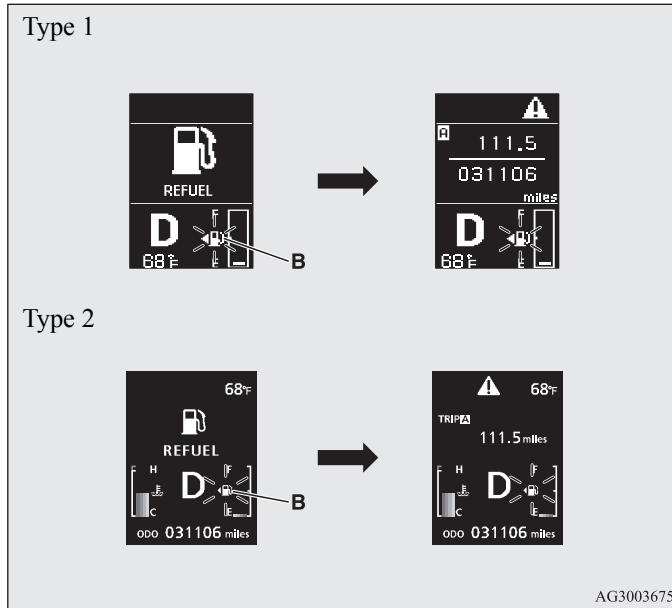 Type 1
REFUEL
D
68°F
F
E
B
A
111.5
031106
miles
D
68°F
F
E
Type 2
68°F
REFUEL
F H
D
F
C
E
ODO 031106 miles
B
68°F
TRIP A
111.5 miles
F H
D
F
C
E
ODO 031106 miles
AG3003675